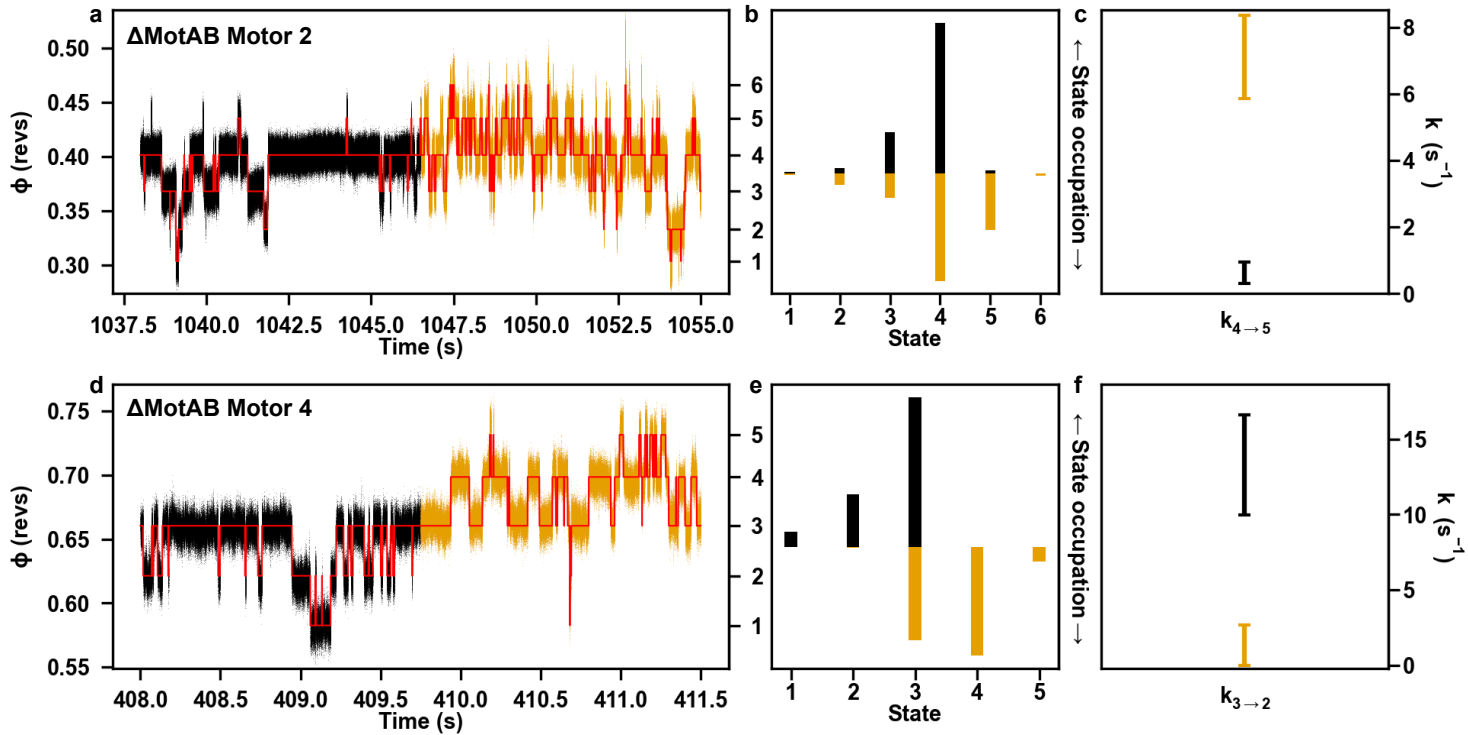 a
ΔMotAB Motor 2
ϕ (revs)
0.50
0.45
0.40
0.35
0.30
6
5
4
3
2
1
1037.5 1040.0 1042.5 1045.0 1047.5 1050.0 1052.5 1055.0
Time (s)
b
← State occupation →
1 2 3 4 5 6
State
c
8
6
4
2
0
k (s⁻¹)
k4→5
d
ΔMotAB Motor 4
ϕ (revs)
0.75
0.70
0.65
0.60
0.55
5
4
3
2
1
408.0 408.5 409.0 409.5 410.0 410.5 411.0 411.5
Time (s)
e
← State occupation →
1 2 3 4 5
State
f
15
10
5
0
k (s⁻¹)
k3→2